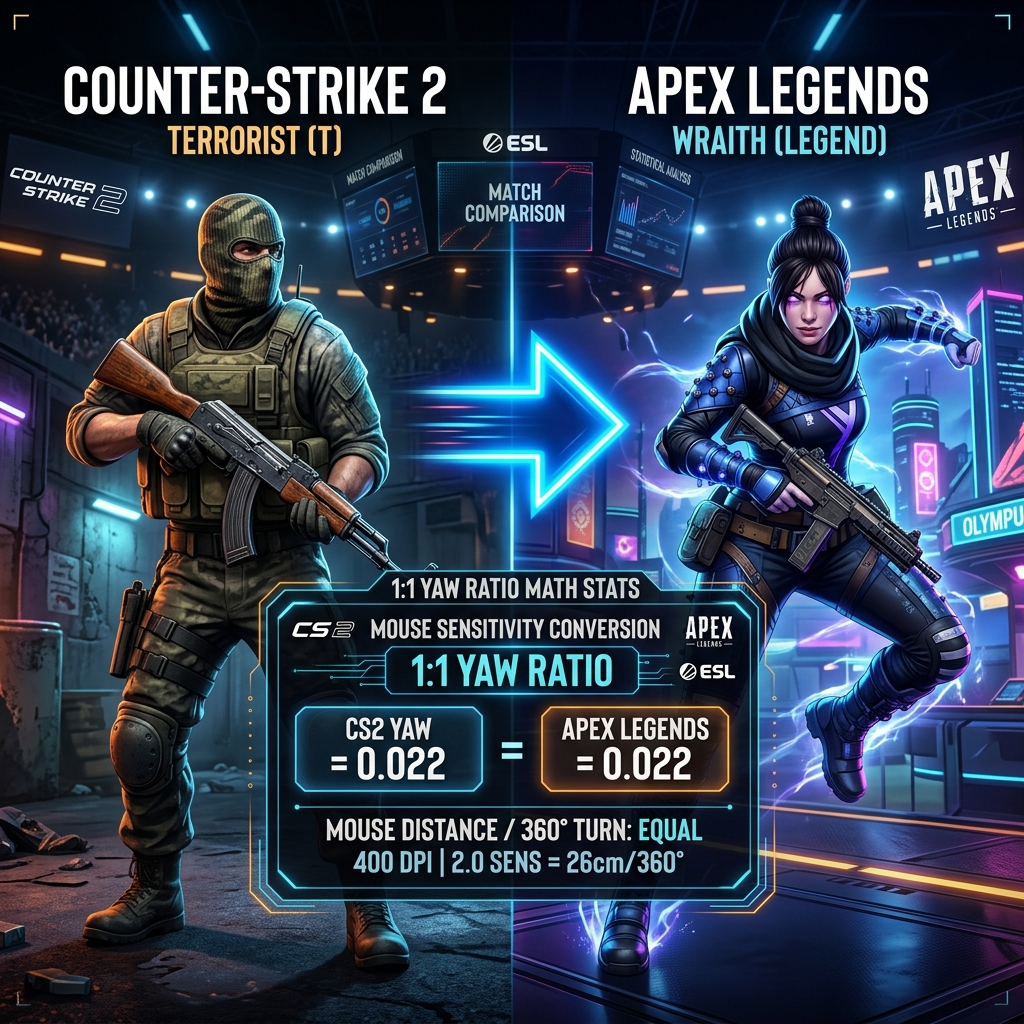 COUNTER-STRIKE 2
TERRORIST (T)
APEX LEGENDS
WRAITH (LEGEND)
ESL
MATCH COMPARISON
STATISTICAL ANALYSIS
MATCH
COMPARISON
COUNTER
STRIKE 2
APEX
LEGENDS
OLYMPU
1:1 YAW RATIO MATH STATS
CS2
MOUSE SENSITIVITY CONVERSION
APEX
LEGENDS
1:1 YAW RATIO
ESL
CS2 YAW
= 0.022
=
APEX LEGENDS
= 0.022
MOUSE DISTANCE / 360° TURN: EQUAL
400 DPI | 2.0 SENS = 26cm/360°